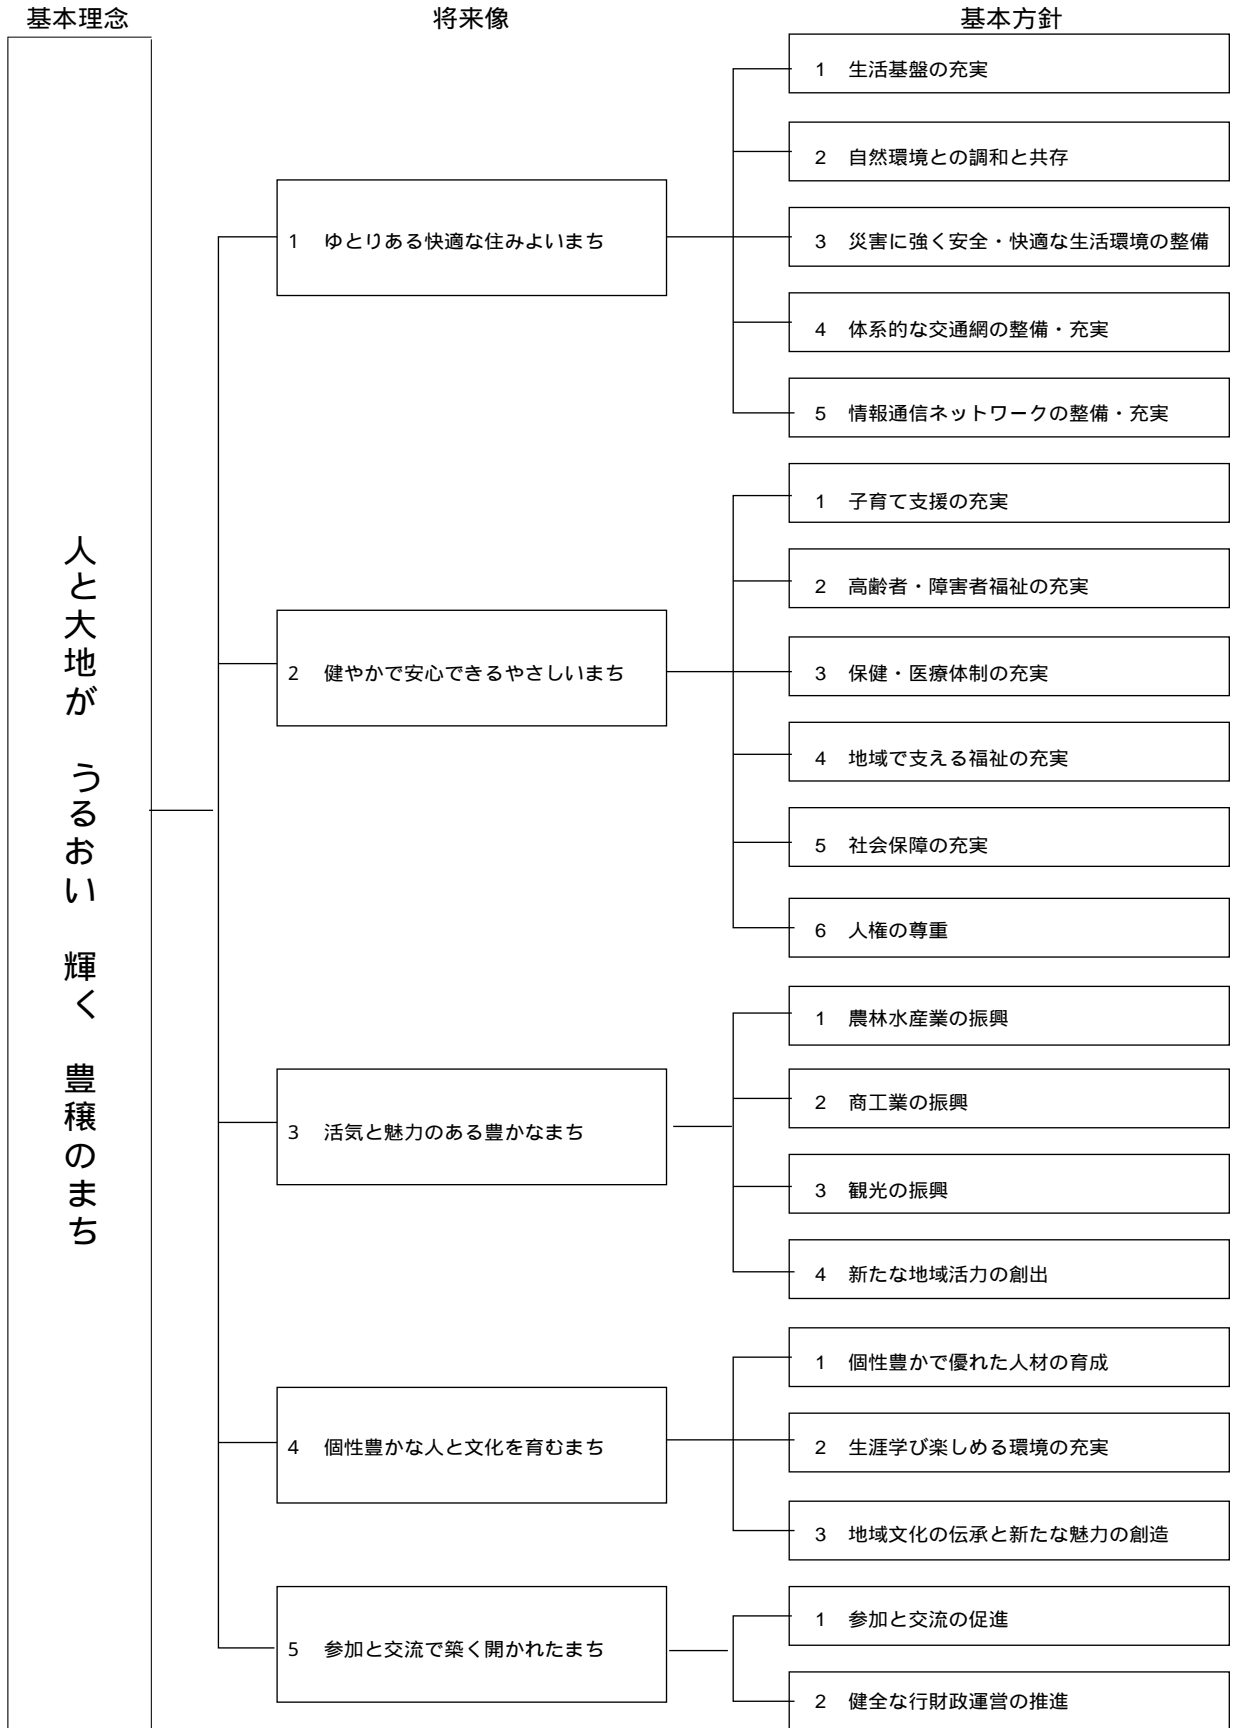 基本理念
将来像
基本方針
人と大地が　うるおい　輝く　豊穣のまち
1　ゆとりある快適な住みよいまち
1　生活基盤の充実
2　自然環境との調和と共存
3　災害に強く安全・快適な生活環境の整備
4　体系的な交通網の整備・充実
5　情報通信ネットワークの整備・充実
2　健やかで安心できるやさしいまち
1　子育て支援の充実
2　高齢者・障害者福祉の充実
3　保健・医療体制の充実
4　地域で支える福祉の充実
5　社会保障の充実
6　人権の尊重
3　活気と魅力のある豊かなまち
1　農林水産業の振興
2　商工業の振興
3　観光の振興
4　新たな地域活力の創出
4　個性豊かな人と文化を育むまち
1　個性豊かで優れた人材の育成
2　生涯学び楽しめる環境の充実
3　地域文化の伝承と新たな魅力の創造
5　参加と交流で築く開かれたまち
1　参加と交流の促進
2　健全な行財政運営の推進